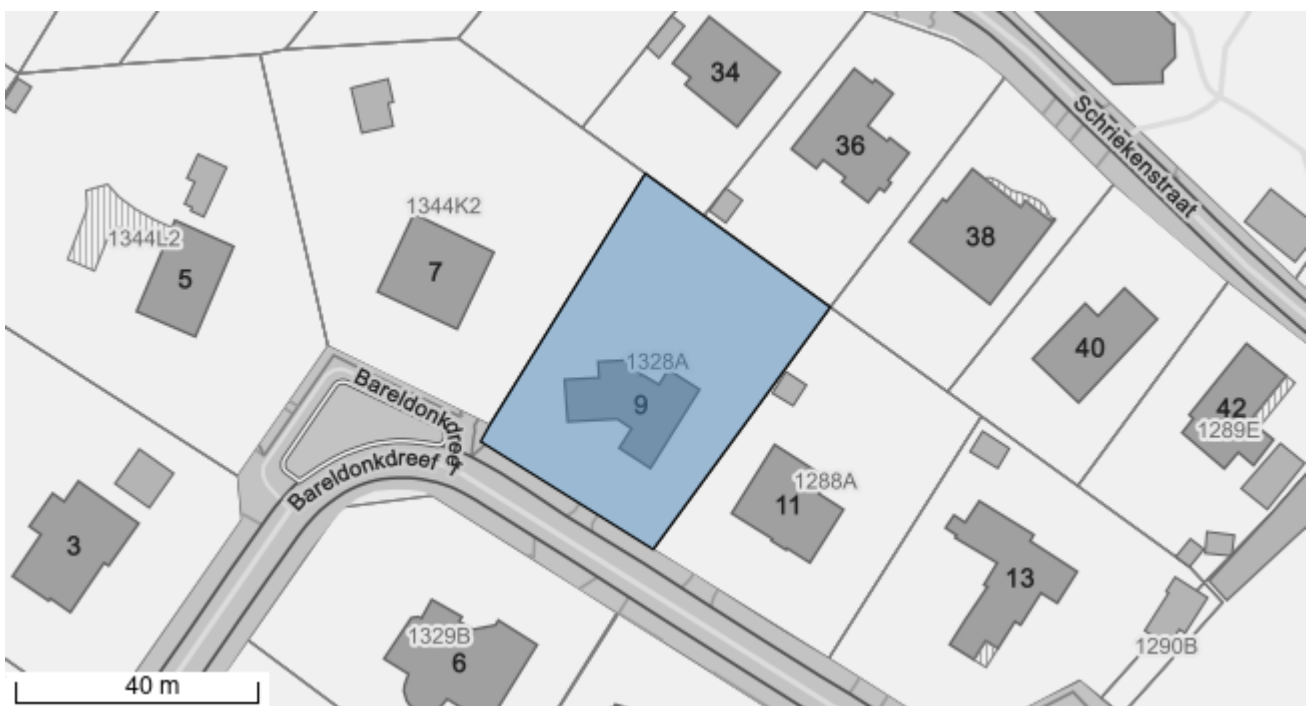 34
36
Schriekenstraat
38
1344K2
1344L2
5
7
40
1328A
9
42
1289E
Bareldonkdreef
Bareldonkdreef
11
1288A
3
13
1329B
6
1290B
40 m